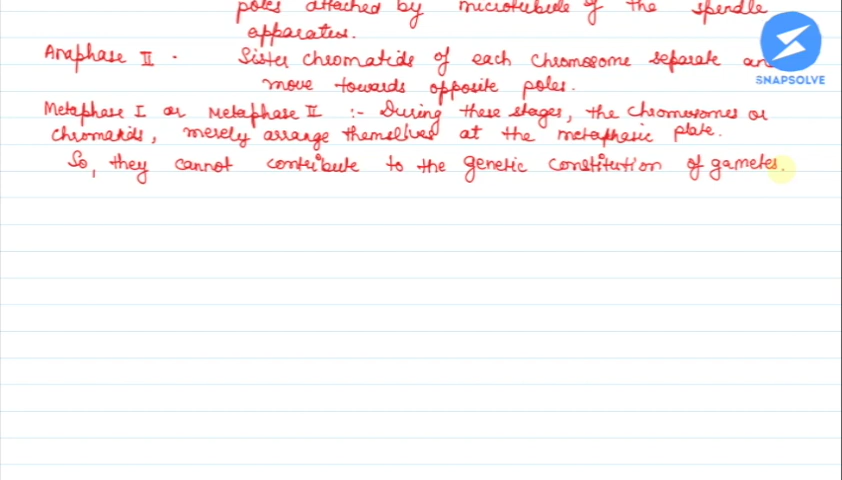 poles attached by microtubule of the spindle
apparatus.
Anaphase II . Sister chromatids of each chromosome separate an
move towards opposite poles.
SNAPSOLVE
Metaphase I or Metaphase II :- During these stages, the chromosomes or
chromatids, merely arrange themselves at the metaphasic plate.
So, they cannot contribute to the genetic constitution of gametes.